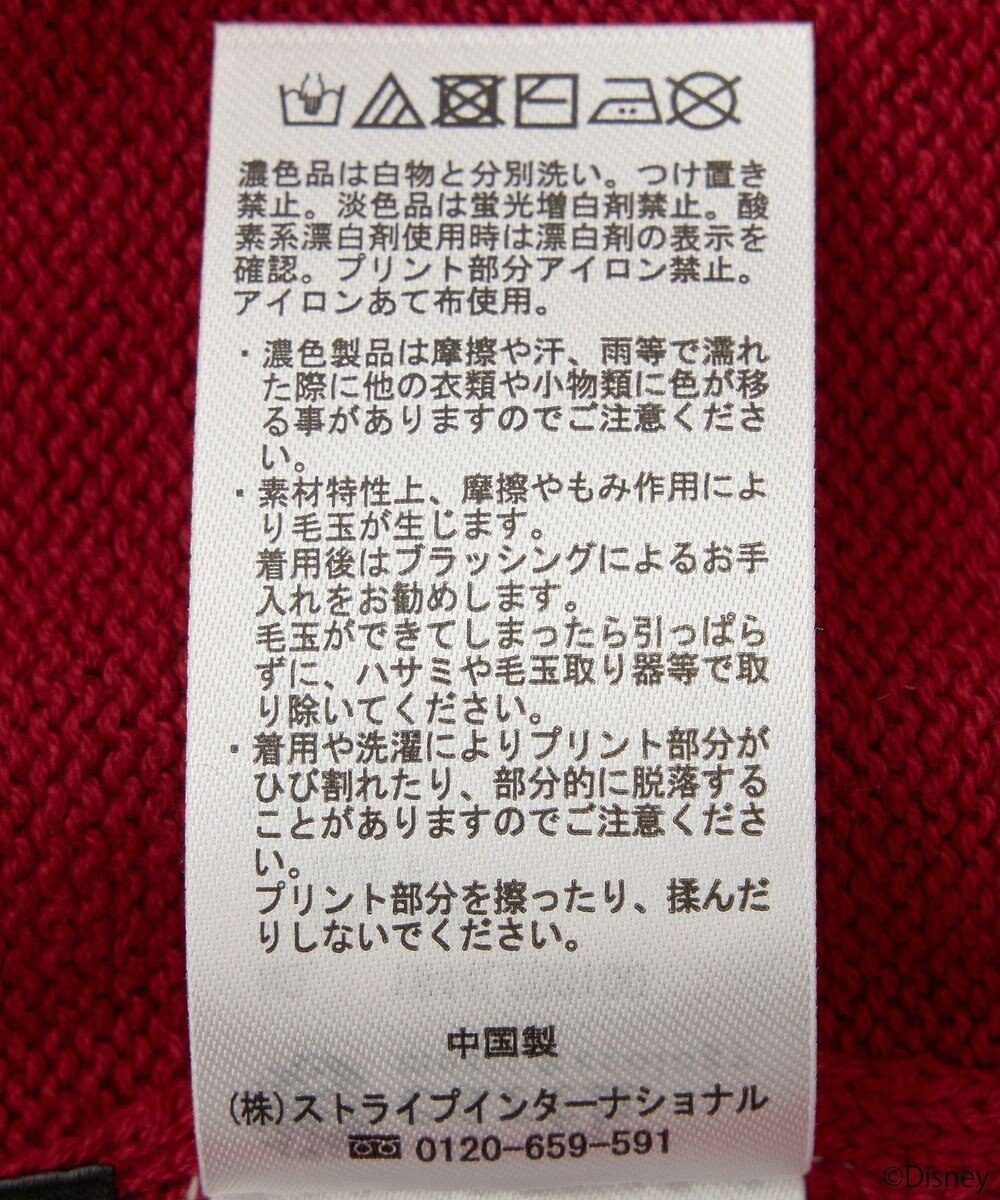 濃色品は白物と分別洗い。つけ置き
禁止。淡色品は蛍光増白剤禁止。酸
素系漂白剤使用時は漂白剤の表示を
確認。プリント部分アイロン禁止。
アイロンあて布使用。
・濃色製品は摩擦や汗、雨等で濡れ
た際に他の衣類や小物類に色が移
る事がありますのでご注意くださ
い。
・素材特性上、摩擦やもみ作用によ
り毛玉が生じます。
着用後はブラッシングによるお手
入れをお勧めします。
毛玉ができてしまったら引っぱら
ずに、ハサミや毛玉取り器等で取
り除いてください。
・着用や洗濯によりプリント部分が
ひび割れたり、部分的に脱落する
ことがありますのでご注意くださ
い。
プリント部分を擦ったり、揉んだ
りしないでください。
中国製
(株)ストライプインターナショナル
0120-659-591
©Disney